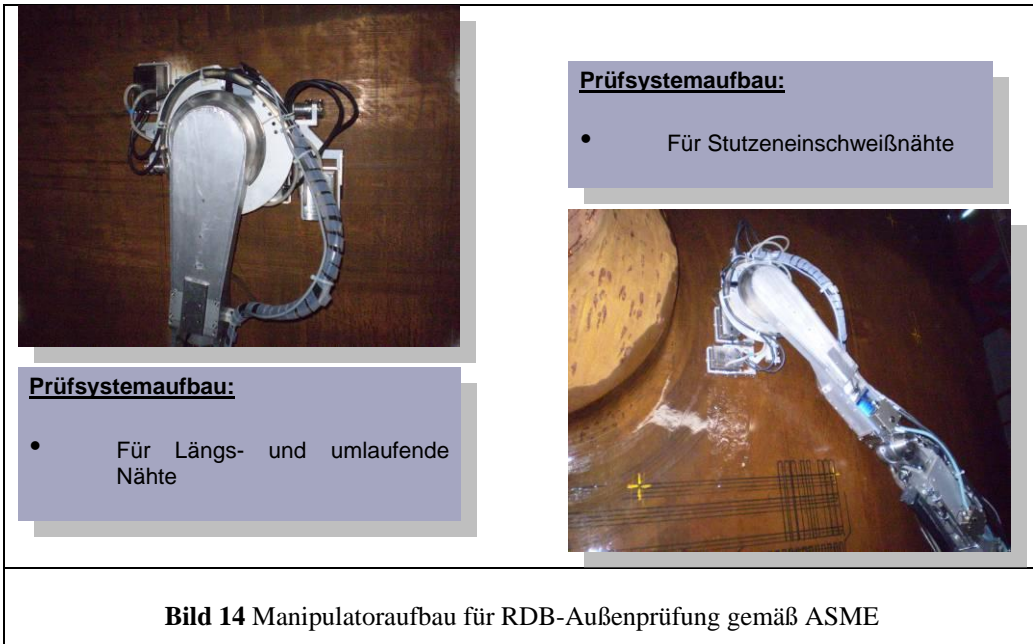 Prüfsystemaufbau:
• Für Stutzeneinschweißnähte
Prüfsystemaufbau:
• Für Längs- und umlaufende
Nähte
Bild 14 Manipulatoraufbau für RDB-Außenprüfung gemäß ASME